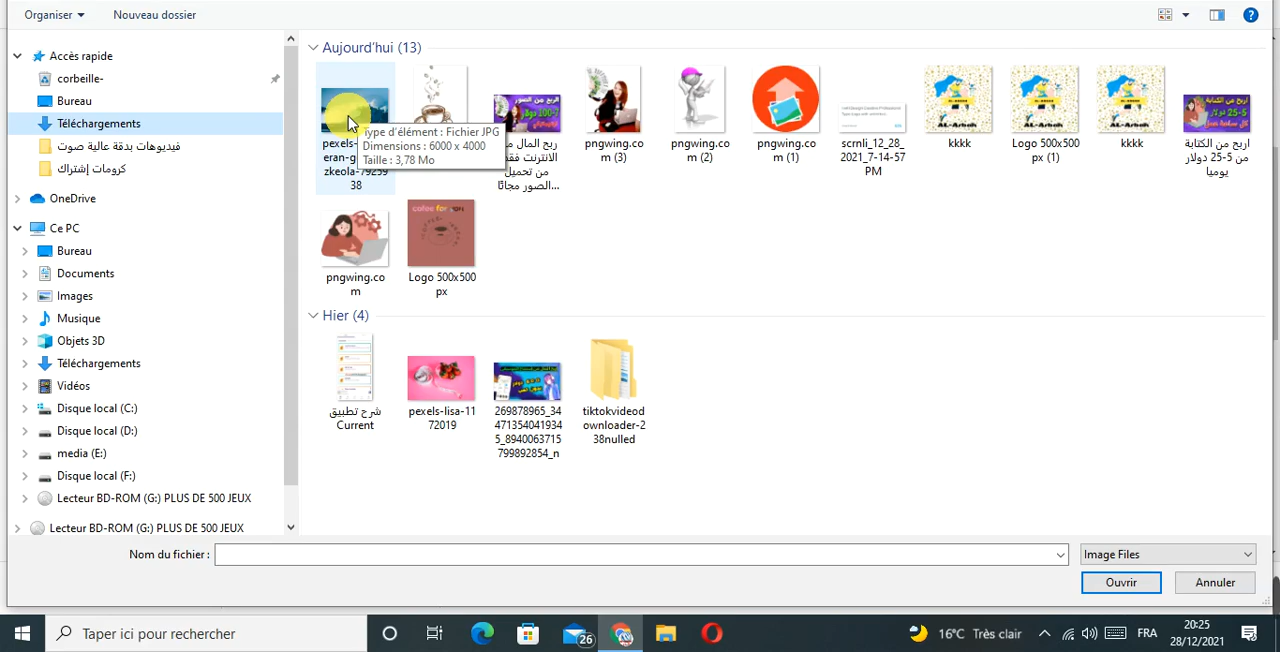 Organiser
Nouveau dossier
Accès rapide
corbeille-
Bureau
Téléchargements
فيديوهات بدقة عالية صوت
كرومات إشتراك
OneDrive
Ce PC
Bureau
Documents
Images
Musique
Objets 3D
Téléchargements
Vidéos
Disque local (C:)
Disque local (D:)
media (E:)
Disque local (F:)
Lecteur BD-ROM (G:) PLUS DE 500 JEUX
Lecteur BD-ROM (G:) PLUS DE 500 JEUX
Aujourd’hui (13)
Type d'élément : Fichier JPG
Dimensions : 6000 x 4000
Taille : 3,78 Mo
zkeola-79259
38
ربح المال
الانترنت فقط
من تحميل
الصور مجانًا...
pngwing.co
m (3)
pngwing.co
m (2)
pngwing.co
m (1)
scrnli_12_28_
2021_7-14-57
PM
kkkk
Logo 500x500
px (1)
kkkk
اربح من الكتابة
من 5-25 دولار
يوميا
pngwing.co
m
Logo 500x500
px
Hier (4)
شرح تطبيق
Current
pexels-lisa-11
72019
269878965_34
471354041934
5_8940063715
799892854_n
tiktokvideod
ownloader-2
38nulled
Nom du fichier :
Image Files
Ouvrir
Annuler
Taper ici pour rechercher
26
16°C Très clair
FRA
20:25
28/12/2021